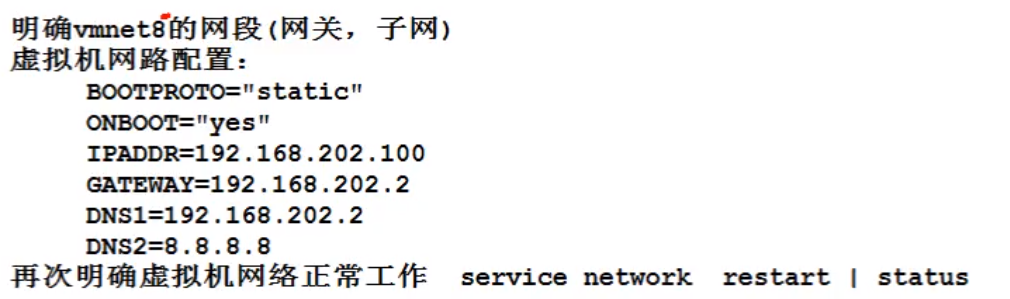 明确vmnet8的网段(网关，子网)
虚拟机网路配置：
BOOTPROTO="static"
ONBOOT="yes"
IPADDR=192.168.202.100
GATEWAY=192.168.202.2
DNS1=192.168.202.2
DNS2=8.8.8.8
再次明确虚拟机网络正常工作  service network  restart | status